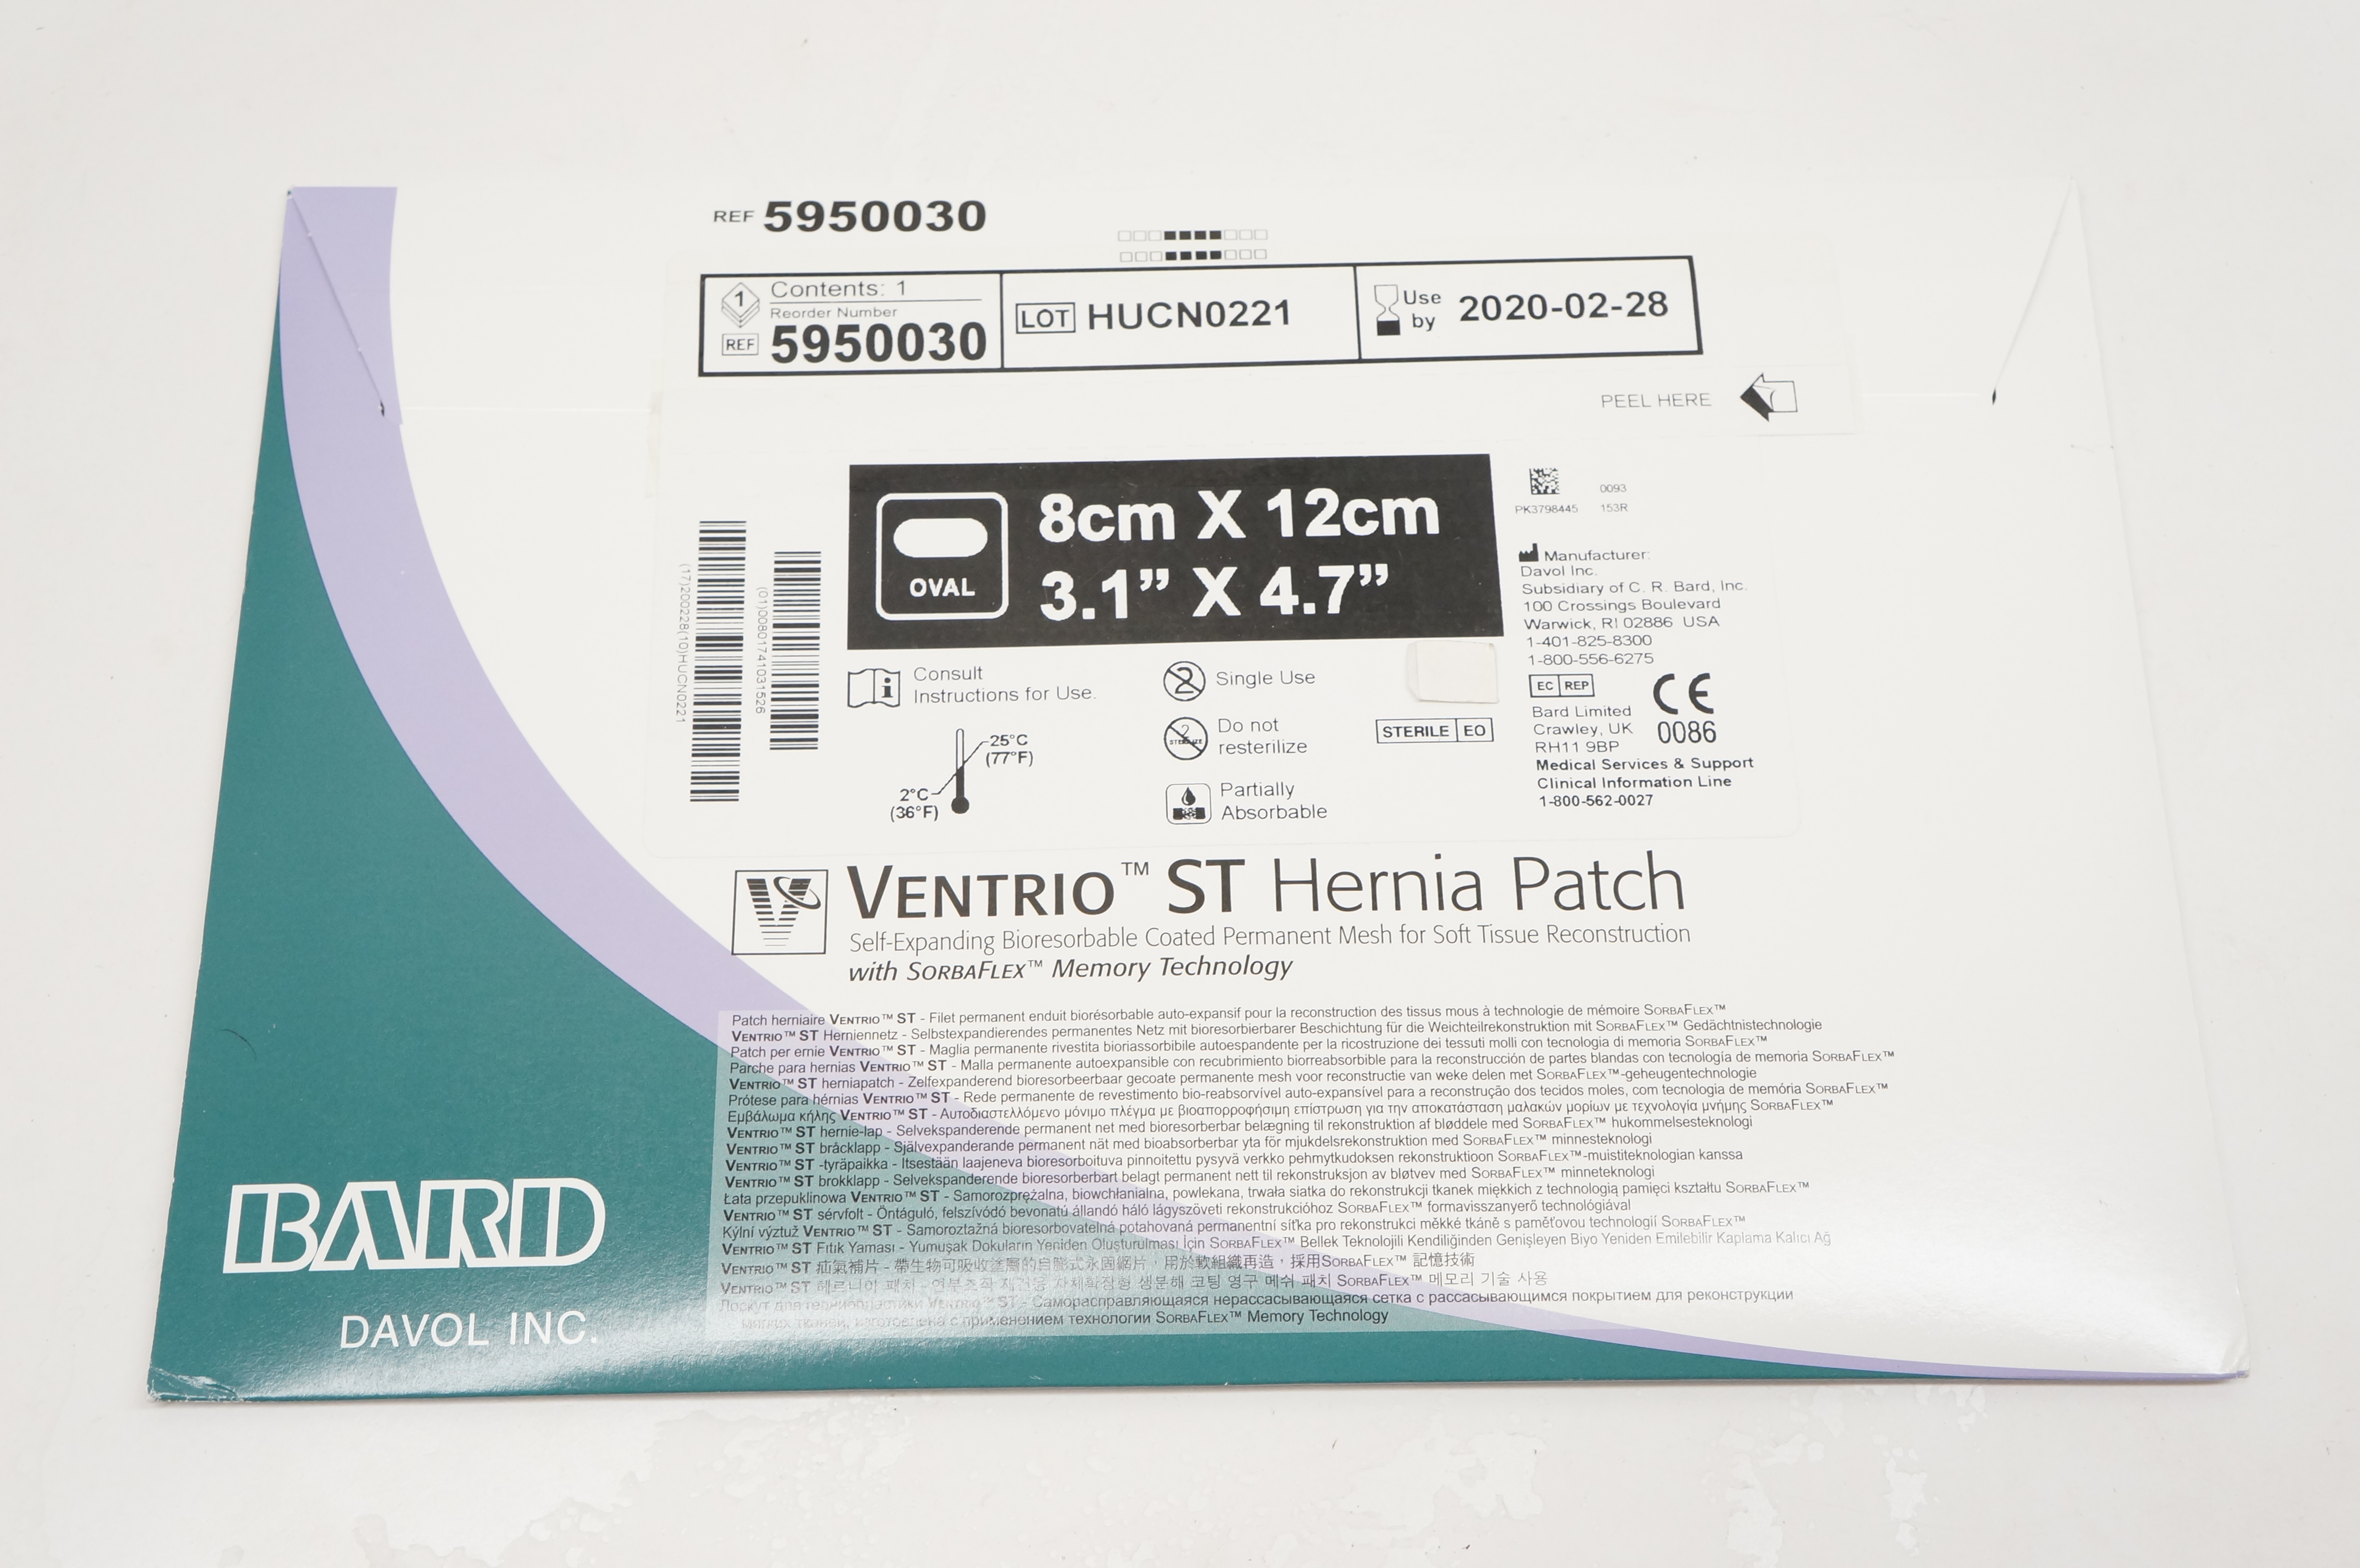 REF 5950030
1 Contents: 1
Reorder Number
REF 5950030
LOT HUCN0221
Use by 2020-02-28
PEEL HERE
(17)200228(10)HUCN0221
(01)00801741031526
OVAL
8cm X 12cm
3.1” X 4.7”
PK3798445
0093
153R
Manufacturer:
Davol Inc.
Subsidiary of C. R. Bard, Inc.
100 Crossings Boulevard
Warwick, RI 02886 USA
1-401-825-8300
1-800-556-6275
EC REP
Bard Limited
Crawley, UK
RH11 9BP
CE
0086
Medical Services & Support
Clinical Information Line
1-800-562-0027
Consult
Instructions for Use.
25°C
(77°F)
2°C
(36°F)
2 Single Use
Do not
resterilize
STERILE EO
Partially
Absorbable
VENTRIO™ ST Hernia Patch
Self-Expanding Bioresorbable Coated Permanent Mesh for Soft Tissue Reconstruction
with SORBAFLEX™ Memory Technology
Patch herniaire VENTRIO™ ST - Filet permanent enduit biorésorbable auto-expansif pour la reconstruction des tissus mous à technologie de mémoire SORBAFLEX™
VENTRIO™ ST Herniennetz - Selbstexpandierendes permanentes Netz mit bioresorbierbarer Beschichtung für die Weichteilrekonstruktion mit SORBAFLEX™ Gedächtnistechnologie
Patch per ernie VENTRIO™ ST - Maglia permanente rivestita bioriassorbibile autoespandente per la ricostruzione dei tessuti molli con tecnologia di memoria SORBAFLEX™
Parche para hernias VENTRIO™ ST - Malla permanente autoexpansible con recubrimiento biorreabsorbible para la reconstrucción de partes blandas con tecnología de memoria SORBAFLEX™
VENTRIO™ ST herniapatch - Zelfexpanderend bioresorbeerbaar gecoate permanente mesh voor reconstructie van weke delen met SORBAFLEX™-geheugentechnologie
Prótese para hérnias VENTRIO™ ST - Rede permanente de revestimento bio-reabsorvível auto-expansível para a reconstrução dos tecidos moles, com tecnologia de memória SORBAFLEX™
Εμβάλωμα κήλης VENTRIO™ ST - Αυτοδιαστελλόμενο μόνιμο πλέγμα με βιοαπορροφήσιμη επίστρωση για την αποκατάσταση μαλακών μορίων με τεχνολογία μνήμης SORBAFLEX™
VENTRIO™ ST hernie-lap - Selvekspanderende permanent net med bioresorberbar belægning til rekonstruktion af bløddele med SORBAFLEX™ hukommelsesteknologi
VENTRIO™ ST bråcklapp - Självexpanderande permanent nät med bioabsorberbar yta för mjukdelsrekonstruktion med SORBAFLEX™ minnesteknologi
VENTRIO™ ST -tyräpaikka - Itsestään laajeneva bioresorboituva pinnoitettu pysyvä verkko pehmytkudoksen rekonstruktioon SORBAFLEX™-muistiteknologian kanssa
VENTRIO™ ST brokklapp - Selvekspanderende bioresorberbart belagt permanent nett til rekonstruksjon av bløtvev med SORBAFLEX™ minneteknologi
Łata przepuklinowa VENTRIO™ ST - Samorozprężalna, biowchłanialna, powlekana, trwała siatka do rekonstrukcji tkanek miękkich z technologią pamięci kształtu SORBAFLEX™
VENTRIO™ ST sérvfolt - Öntáguló, felszívódó bevonatú állandó háló lágyszöveti rekonstrukcióhoz SORBAFLEX™ formavisszanyerő technológiával
Kýlní výztuž VENTRIO™ ST - Samoroztažná bioresorbovatelná potahovaná permanentní síťka pro rekonstrukci měkké tkáně s paměťovou technologií SORBAFLEX™
VENTRIO™ ST Fıtık Yaması - Yumuşak Dokuların Yeniden Oluşturulması İçin SORBAFLEX™ Bellek Teknolojili Kendiliğinden Genişleyen Biyo Yeniden Emilebilir Kaplama Kalıcı Ağ
VENTRIO™ ST 疝氣補片 - 帶生物可吸收塗層的自膨式永固網片，用於軟組織再造，採用SORBAFLEX™ 記憶技術
VENTRIO™ ST 헤르니아 패치 - 연부조직 재건용 자체확장형 생분해 코팅 영구 메쉬 패치 SORBAFLEX™ 메모리 기술 사용
Лоскут для герниопластики VENTRIO™ ST - Саморасправляющаяся нерассасывающаяся сетка с рассасывающимся покрытием для реконструкции
мягких тканей, изготовлена с применением технологии SORBAFLEX™ Memory Technology
BARD
DAVOL INC.